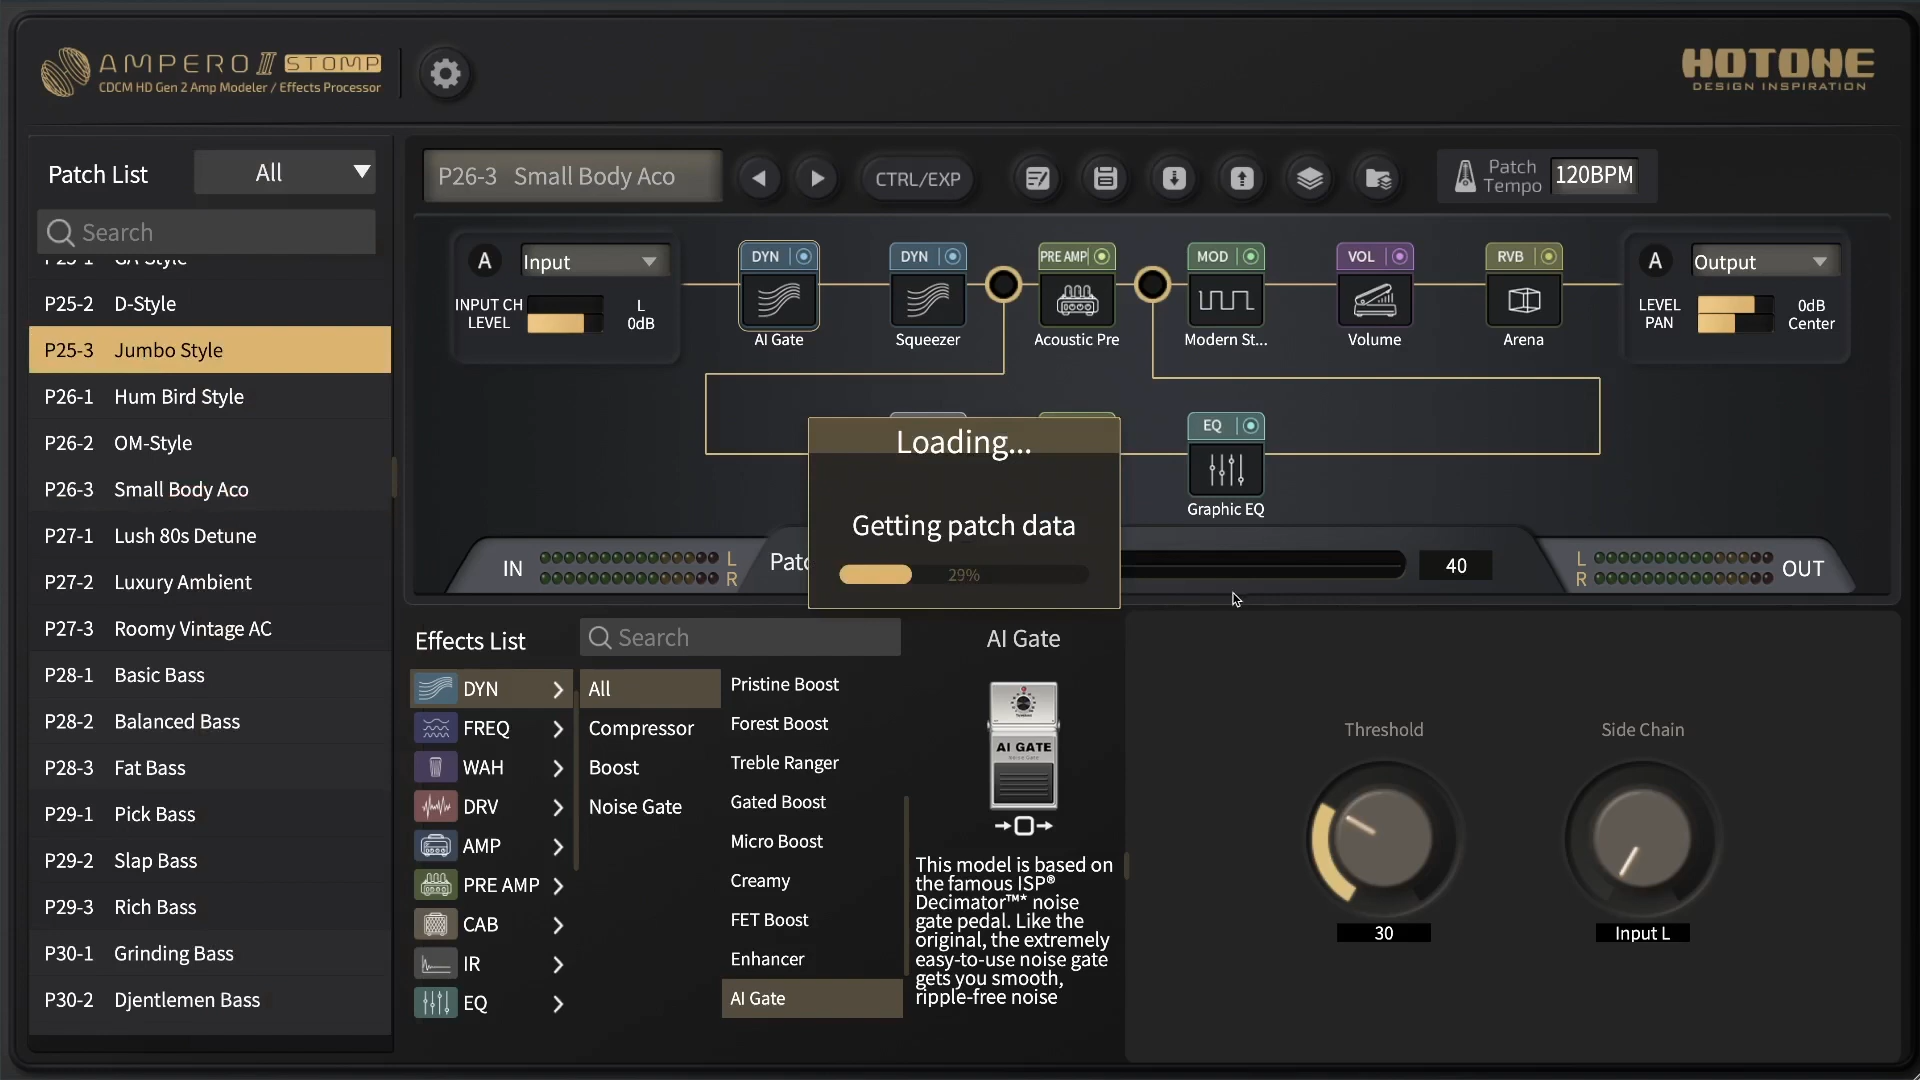 AMPERO II STOMP
CDCM HD Gen 2 Amp Modeler / Effects Processor
HOTONE
DESIGN INSPIRATION
Patch List
All
Search
P25-2 D-Style
P25-3 Jumbo Style
P26-1 Hum Bird Style
P26-2 OM-Style
P26-3 Small Body Aco
P27-1 Lush 80s Detune
P27-2 Luxury Ambient
P27-3 Roomy Vintage AC
P28-1 Basic Bass
P28-2 Balanced Bass
P28-3 Fat Bass
P29-1 Pick Bass
P29-2 Slap Bass
P29-3 Rich Bass
P30-1 Grinding Bass
P30-2 Djentlemen Bass
P26-3 Small Body Aco
CTRL/EXP
Patch
Tempo
120BPM
A
Input
INPUT CH
LEVEL
L
0dB
DYN
AI Gate
DYN
Squeezer
PRE AMP
Acoustic Pre
MOD
Modern St...
VOL
Volume
RVB
Arena
A
Output
LEVEL
PAN
0dB
Center
EQ
Graphic EQ
Loading...
Getting patch data
29%
IN
L
R
40
L
R
OUT
Effects List
Search
DYN
FREQ
WAH
DRV
AMP
PRE AMP
CAB
IR
EQ
All
Compressor
Boost
Noise Gate
Pristine Boost
Forest Boost
Treble Ranger
Gated Boost
Micro Boost
Creamy
FET Boost
Enhancer
AI Gate
AI Gate
AI GATE
Noise Gate
This model is based on
the famous ISP®
Decimator™* noise
gate pedal. Like the
original, the extremely
easy-to-use noise gate
gets you smooth,
ripple-free noise
Threshold
30
Side Chain
Input L